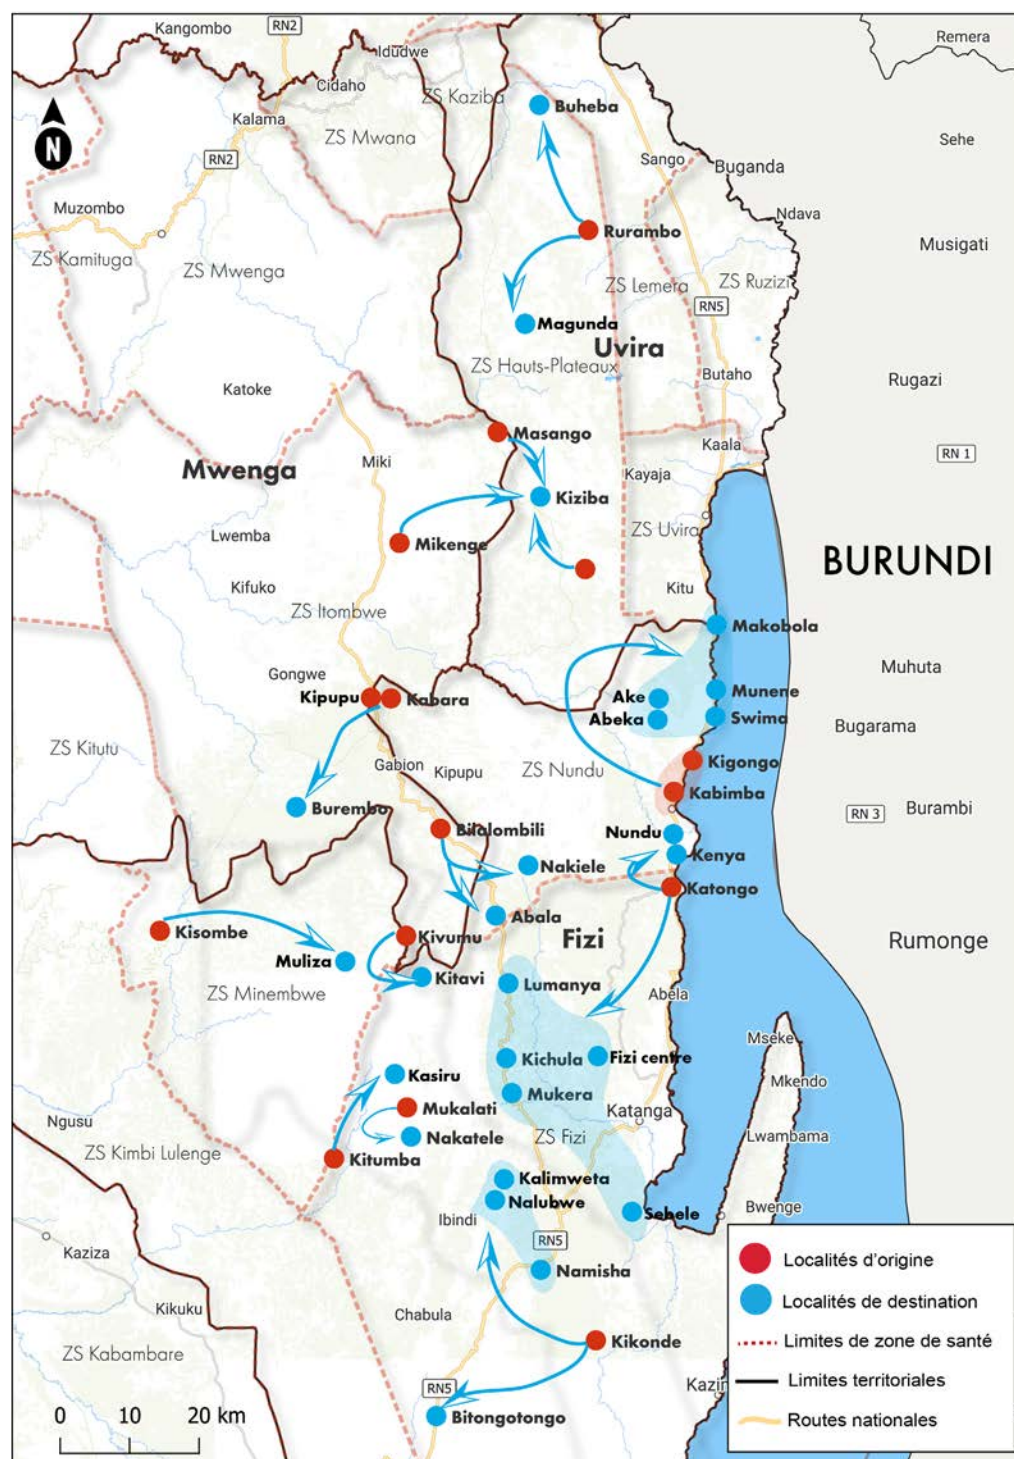 Kangombo
RN2
Remera
Idudwe
Cidaho
ZS Kaziba
Buheba
Kalama
N
ZS Mwana
Sehe
RN2
Sango
Buganda
Muzombo
Ndava
Rurambo
Musigati
ZS Kamituga
ZS Mwenga
ZS Lemera
ZS Ruzizi
RN5
Magunda
Uvira
ZS Hauts-Plateaux
Butaho
Rugazi
Katoke
Masango
Kaala
RN 1
Miki
Mwenga
Kayaja
Kiziba
ZS Uvira
Lwemba
Mikenge
BURUNDI
Kifuko
Kitu
ZS Itombwe
Makobola
Muhuta
Gongwe
Munene
Kipupu
Kabara
Ake
Abeka
Swima
Bugarama
ZS Kitutu
Gabion
Kipupu
ZS Nundu
Kigongo
Kabimba
Burembo
RN 3
Burambi
Bilalombili
Nundu
Kenya
Nakiele
Katongo
Abala
Kisombe
Kivumu
Fizi
Rumonge
Muliza
Kitavi
Lumanya
ZS Minembwe
Abela
Mseke
Kichula
Fizi centre
Kasiru
Mkendo
Mukera
Mukalati
Katanga
Ngusu
Nakatele
ZS Fizi
Lwambama
ZS Kimbi Lulenge
Kitumba
Kalimweta
Nalubwe
Bwenge
Ibindi
Sebele
RN5
Kaziza
Namisha
Localités d'origine
Kikuku
Chabula
Localités de destination
Kikonde
Limites de zone de santé
ZS Kabambare
RN5
Limites territoriales
0 10 20 km
Bitongotongo
Routes nationales